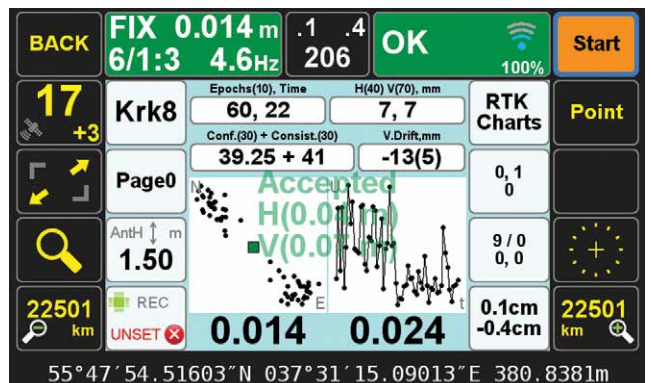 BACK
FIX 0.014 m
6/1:3 4.6Hz
.1 .4
206
OK
100%
Start
17
+3
Krk8
Epochs(10), Time
60, 22
H(40) V(70), mm
7, 7
RTK
Charts
Point
Conf.(30) + Consist.(30)
39.25 + 41
V.Drift,mm
-13(5)
Page0
0, 1
0
N
U
Accepted
AntH m
1.50
9 / 0
0, 0
E
t
22501
km
REC
UNSET
0.014
0.024
0.1cm
-0.4cm
22501
km
55°47′54.51603″N 037°31′15.09013″E 380.8381m